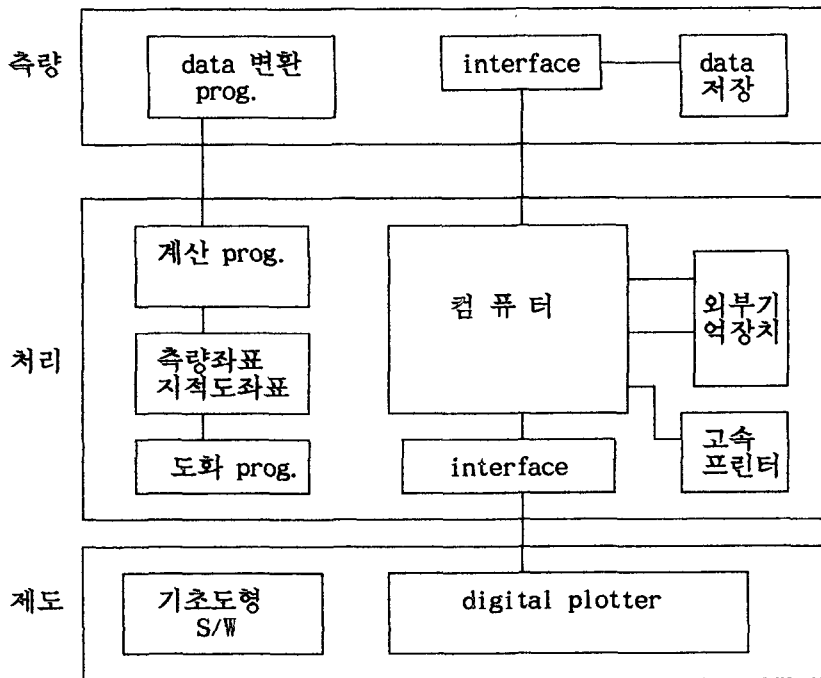 측량
data 변환
prog.
interface
data
저장
처리
계산 prog.
측량좌표
지적도좌표
도화 prog.
컴 퓨 터
interface
외부기
억장치
고속
프린터
제도
기초도형
S/W
digital plotter